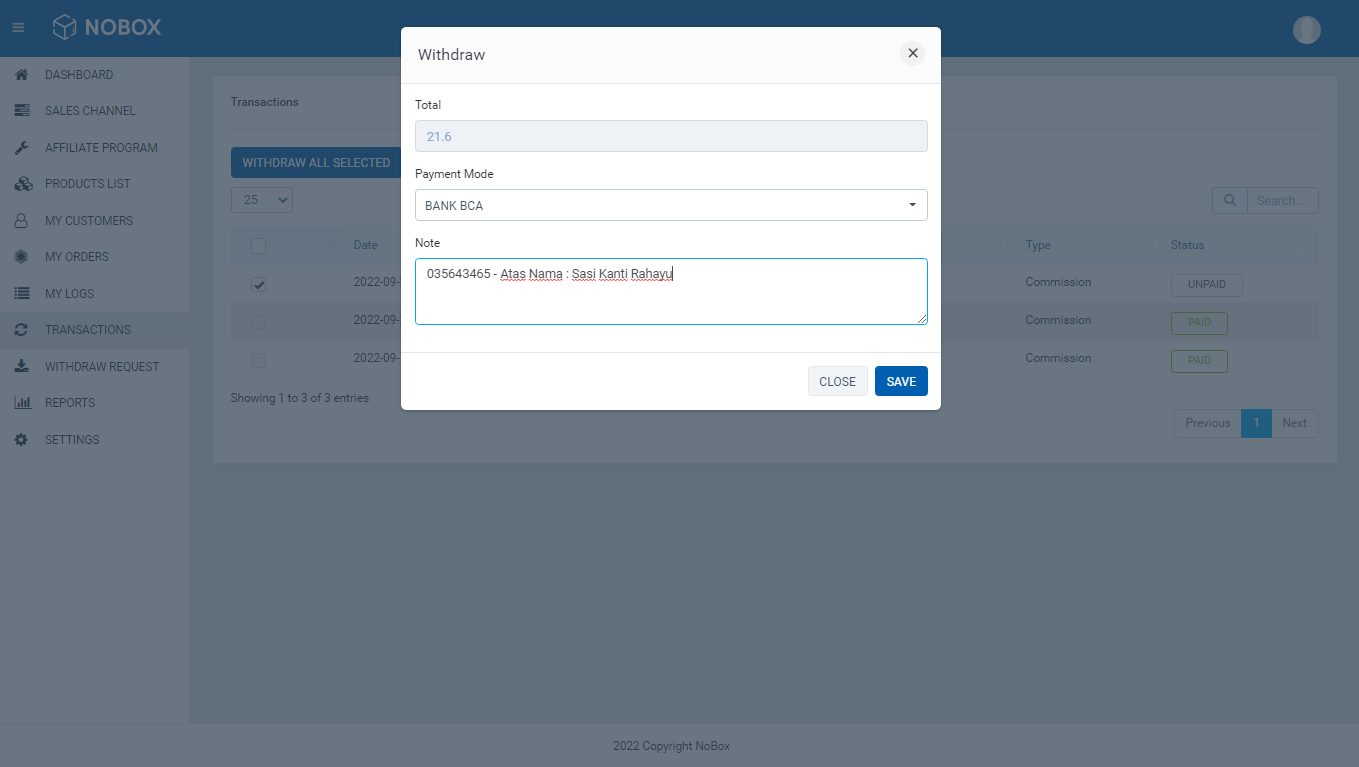 NOBOX
Withdraw
DASHBOARD
SALES CHANNEL
AFFILIATE PROGRAM
PRODUCTS LIST
MY CUSTOMERS
MY ORDERS
MY LOGS
TRANSACTIONS
WITHDRAW REQUEST
REPORTS
SETTINGS
Transactions
WITHDRAW ALL SELECTED
25
Search...
Date
Type
Status
2022-09-
Commission
UNPAID
2022-09-
Commission
PAID
2022-09-
Commission
PAID
Showing 1 to 3 of 3 entries
Previous 1 Next
Total
21.6
Payment Mode
BANK BCA
Note
035643465 - Atas Nama : Sasi Kanti Rahayu
CLOSE
SAVE
2022 Copyright NoBox